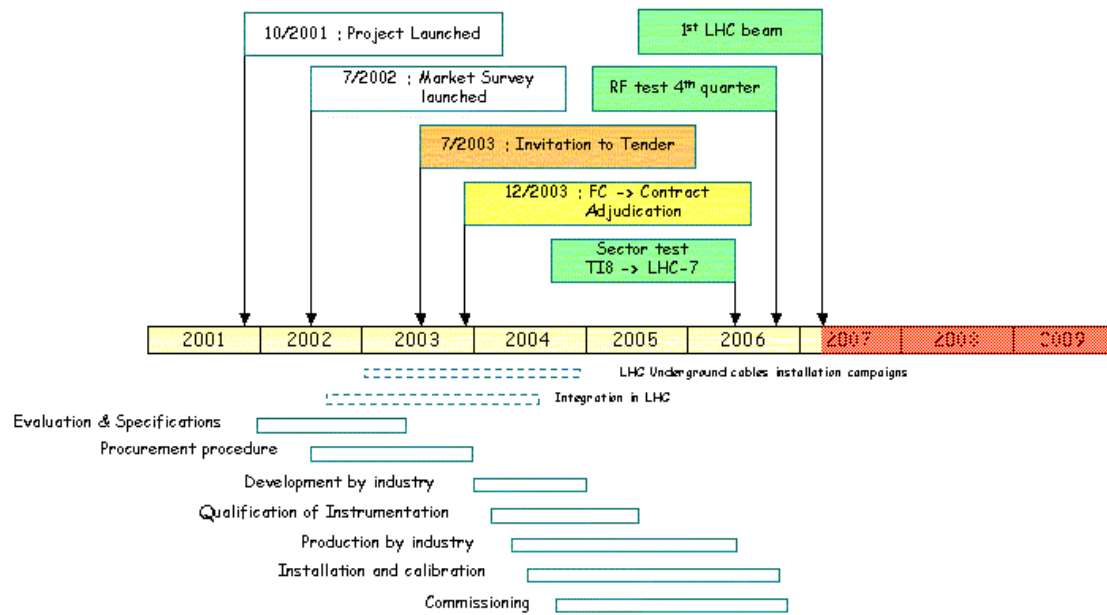 10/2001 : Project Launched
1st LHC beam
7/2002 : Market Survey
launched
RF test 4th quarter
7/2003 : Invitation to Tender
12/2003 : FC -> Contract
Adjudication
Sector test
TI8 -> LHC-7
2001 2002 2003 2004 2005 2006 2007 2008 2009
LHC Underground cables installation campaigns
Integration in LHC
Evaluation & Specifications
Procurement procedure
Development by industry
Qualification of Instrumentation
Production by industry
Installation and calibration
Commissioning